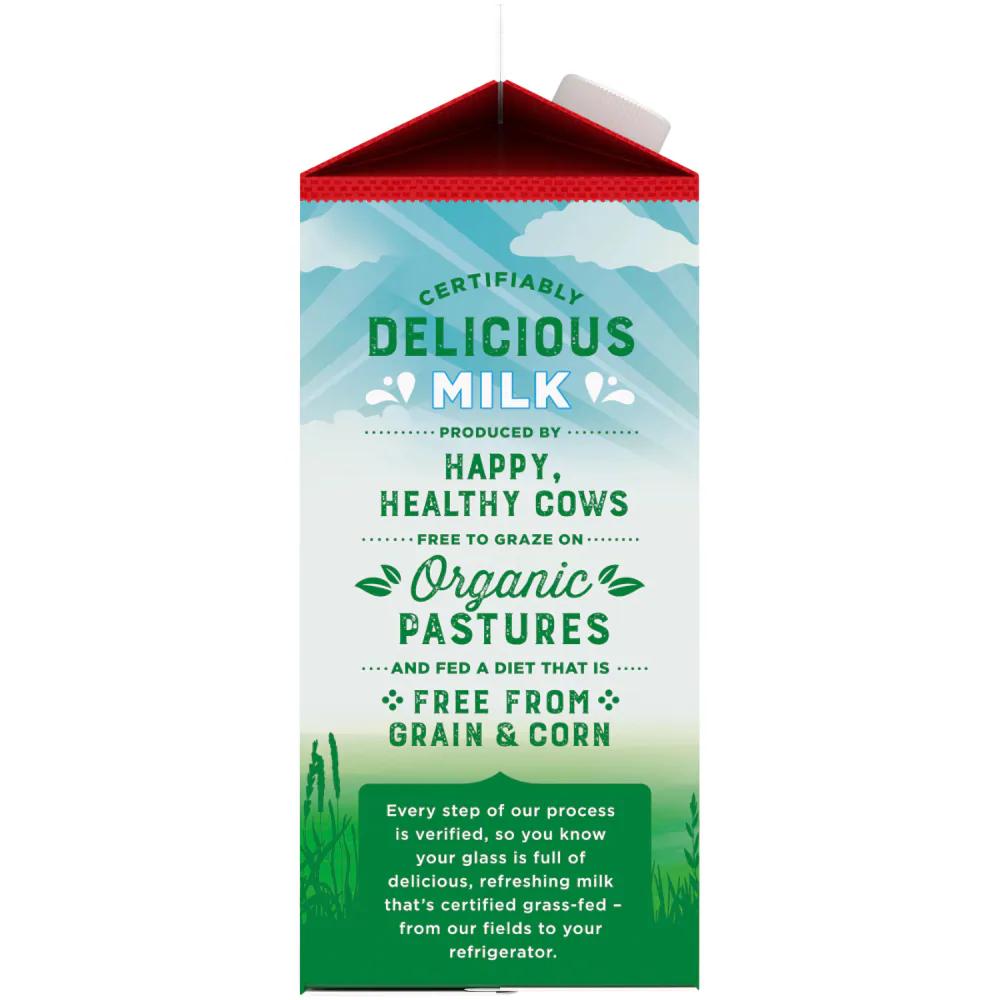 CERTIFIABLY
DELICIOUS
MILK
PRODUCED BY
HAPPY,
HEALTHY COWS
FREE TO GRAZE ON
Organic
PASTURES
AND FED A DIET THAT IS
FREE FROM
GRAIN & CORN
Every step of our process
is verified, so you know
your glass is full of
delicious, refreshing milk
that's certified grass-fed –
from our fields to your
refrigerator.